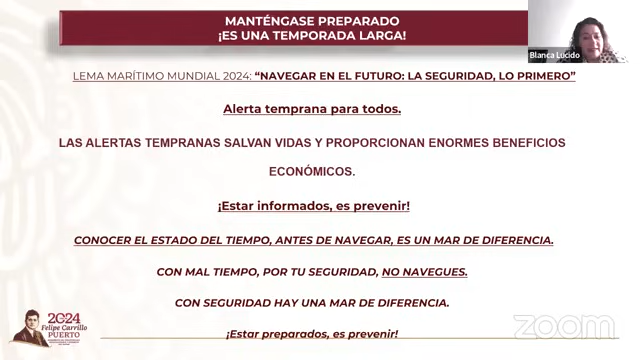 MANTÉNGASE PREPARADO
¡ES UNA TEMPORADA LARGA!
Blanca Lucido
LEMA MARÍTIMO MUNDIAL 2024: “NAVEGAR EN EL FUTURO: LA SEGURIDAD, LO PRIMERO”
Alerta temprana para todos.
LAS ALERTAS TEMPRANAS SALVAN VIDAS Y PROPORCIONAN ENORMES BENEFICIOS
ECONÓMICOS.
¡Estar informados, es prevenir!
CONOCER EL ESTADO DEL TIEMPO, ANTES DE NAVEGAR, ES UN MAR DE DIFERENCIA.
CON MAL TIEMPO, POR TU SEGURIDAD, NO NAVEGUES.
CON SEGURIDAD HAY UNA MAR DE DIFERENCIA.
¡Estar preparados, es prevenir!
2024
Felipe Carrillo
PUERTO
zoom